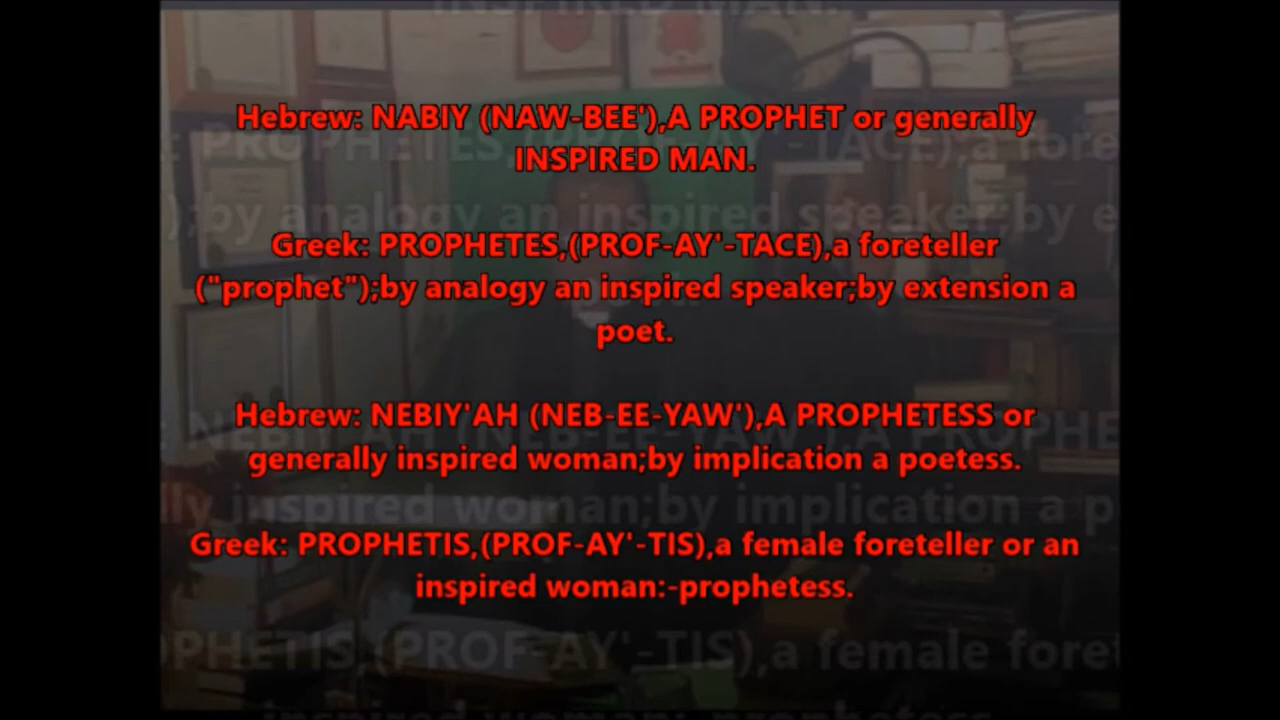 Hebrew: NABIY (NAW-BEE'),A PROPHET or generally
INSPIRED MAN.
Greek: PROPHETES,(PROF-AY'-TACE),a foreteller
("prophet");by analogy an inspired speaker;by extension a
poet.
Hebrew: NEBIY'AH (NEB-EE-YAW'),A PROPHETESS or
generally inspired woman;by implication a poetess.
Greek: PROPHETIS,(PROF-AY'-TIS),a female foreteller or an
inspired woman:-prophetess.